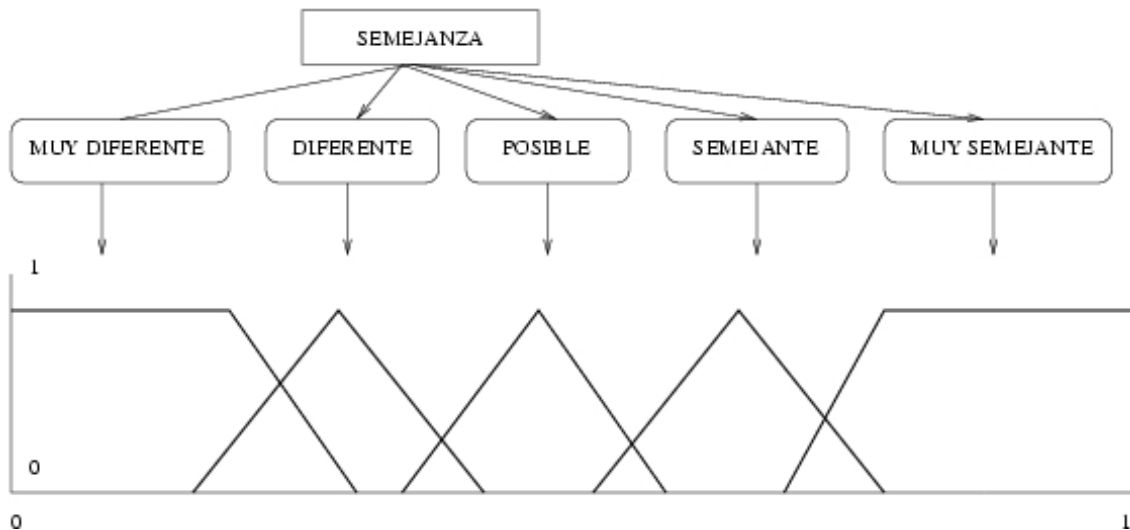 SEMEJANZA
MUY DIFERENTE
DIFERENTE
POSIBLE
SEMEJANTE
MUY SEMEJANTE
1
0
0
1